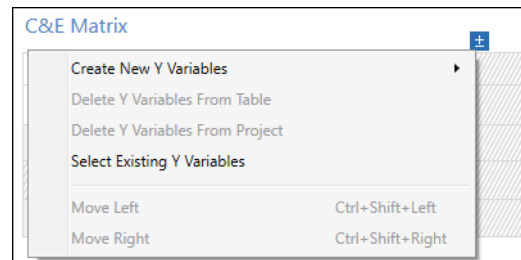 C&E Matrix
±
Create New Y Variables
Delete Y Variables From Table
Delete Y Variables From Project
Select Existing Y Variables
Move Left Ctrl+Shift+Left
Move Right Ctrl+Shift+Right